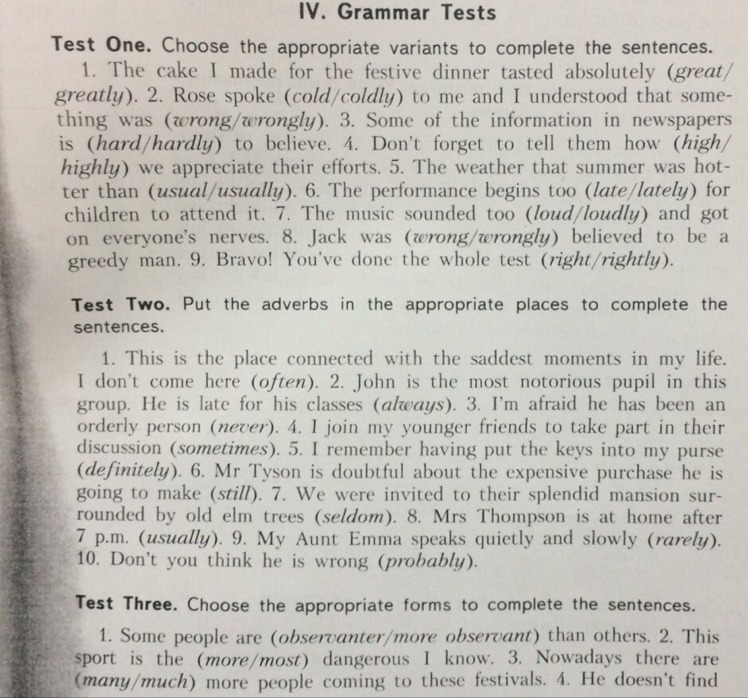 IV. Grammar Tests
Test One. Choose the appropriate variants to complete the sentences.
1. The cake I made for the festive dinner tasted absolutely (great/
greatly). 2. Rose spoke (cold/coldly) to me and I understood that some-
thing was (wrong/wrongly). 3. Some of the information in newspapers
is (hard/hardly) to believe. 4. Don't forget to tell them how (high/
highly) we appreciate their efforts. 5. The weather that summer was hot-
ter than (usual/usually). 6. The performance begins too (late/lately) for
children to attend it. 7. The music sounded too (loud/loudly) and got
on everyone's nerves. 8. Jack was (wrong/wrongly) believed to be a
greedy man. 9. Bravo! You've done the whole test (right/rightly).
Test Two. Put the adverbs in the appropriate places to complete the
sentences.
1. This is the place connected with the saddest moments in my life.
I don't come here (often). 2. John is the most notorious pupil in this
group. He is late for his classes (always). 3. I'm afraid he has been an
orderly person (never). 4. I join my younger friends to take part in their
discussion (sometimes). 5. I remember having put the keys into my purse
(definitely). 6. Mr Tyson is doubtful about the expensive purchase he is
going to make (still). 7. We were invited to their splendid mansion sur-
rounded by old elm trees (seldom). 8. Mrs Thompson is at home after
7 p.m. (usually). 9. My Aunt Emma speaks quietly and slowly (rarely).
10. Don't you think he is wrong (probably).
Test Three. Choose the appropriate forms to complete the sentences.
1. Some people are (observanter/more observant) than others. 2. This
sport is the (more/most) dangerous I know. 3. Nowadays there are
(many/much) more people coming to these festivals. 4. He doesn't find